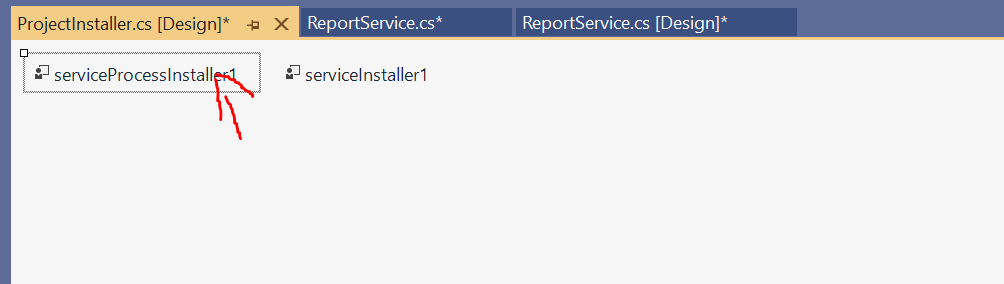 ProjectInstaller.cs [Design]*
ReportService.cs*
ReportService.cs [Design]*
serviceProcessInstaller1
serviceInstaller1